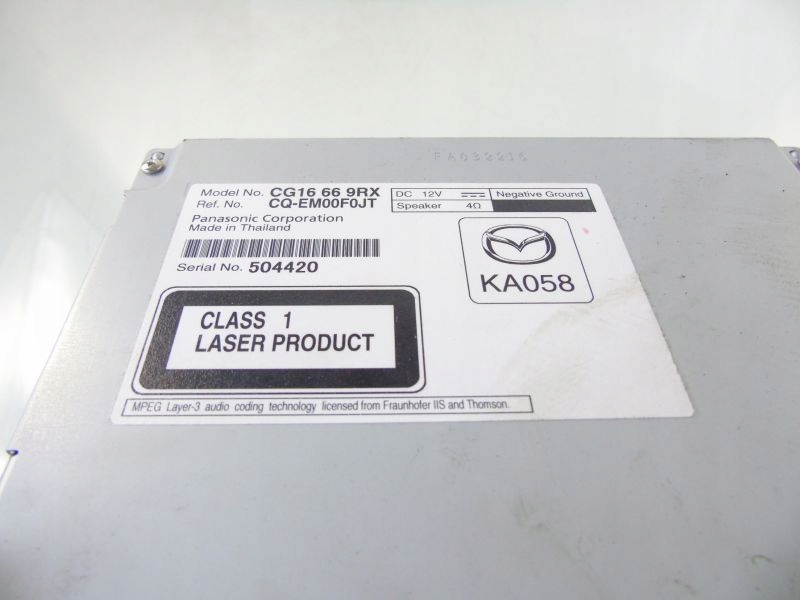 FA032216
Model No. CG16 66 9RX
Ref. No. CQ-EM00F0JT
DC 12V Negative Ground
Speaker 4Ω
Panasonic Corporation
Made in Thailand
Serial No. 504420
KA058
CLASS 1
LASER PRODUCT
MPEG Layer-3 audio coding technology licensed from Fraunhofer IIS and Thomson.